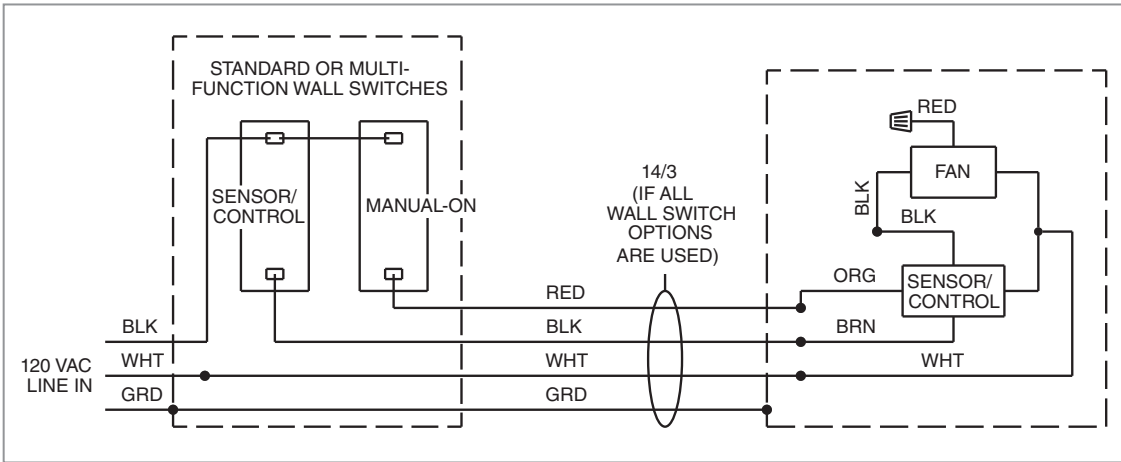 STANDARD OR MULTI-
FUNCTION WALL SWITCHES
SENSOR/
CONTROL
MANUAL-ON
14/3
(IF ALL
WALL SWITCH
OPTIONS
ARE USED)
RED
FAN
BLK
BLK
ORG
SENSOR/
CONTROL
RED
BLK
BLK
BRN
120 VAC
LINE IN
WHT
WHT
WHT
GRD
GRD